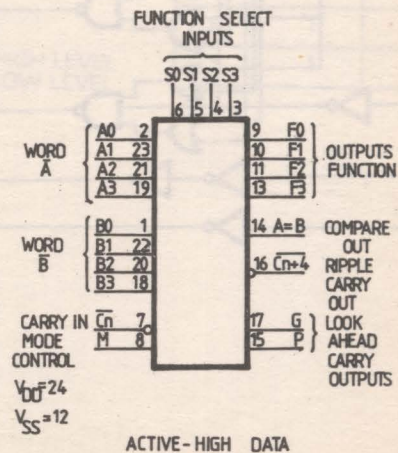 FUNCTION SELECT
INPUTS
S0 S1 S2 S3
6 5 4 3
WORD
A̅
A0 2
A1 23
A2 21
A3 19
9 F0
10 F1
11 F2
13 F3
OUTPUTS
FUNCTION
WORD
B̅
B0 1
B1 22
B2 20
B3 18
14 A=B
COMPARE
OUT
16 C̅n̅+̅4̅
RIPPLE
CARRY
OUT
CARRY IN
C̅n̅ 7
MODE
CONTROL
M 8
17 G
15 P
LOOK
AHEAD
CARRY
OUTPUTS
VDD=24
VSS=12
ACTIVE-HIGH DATA